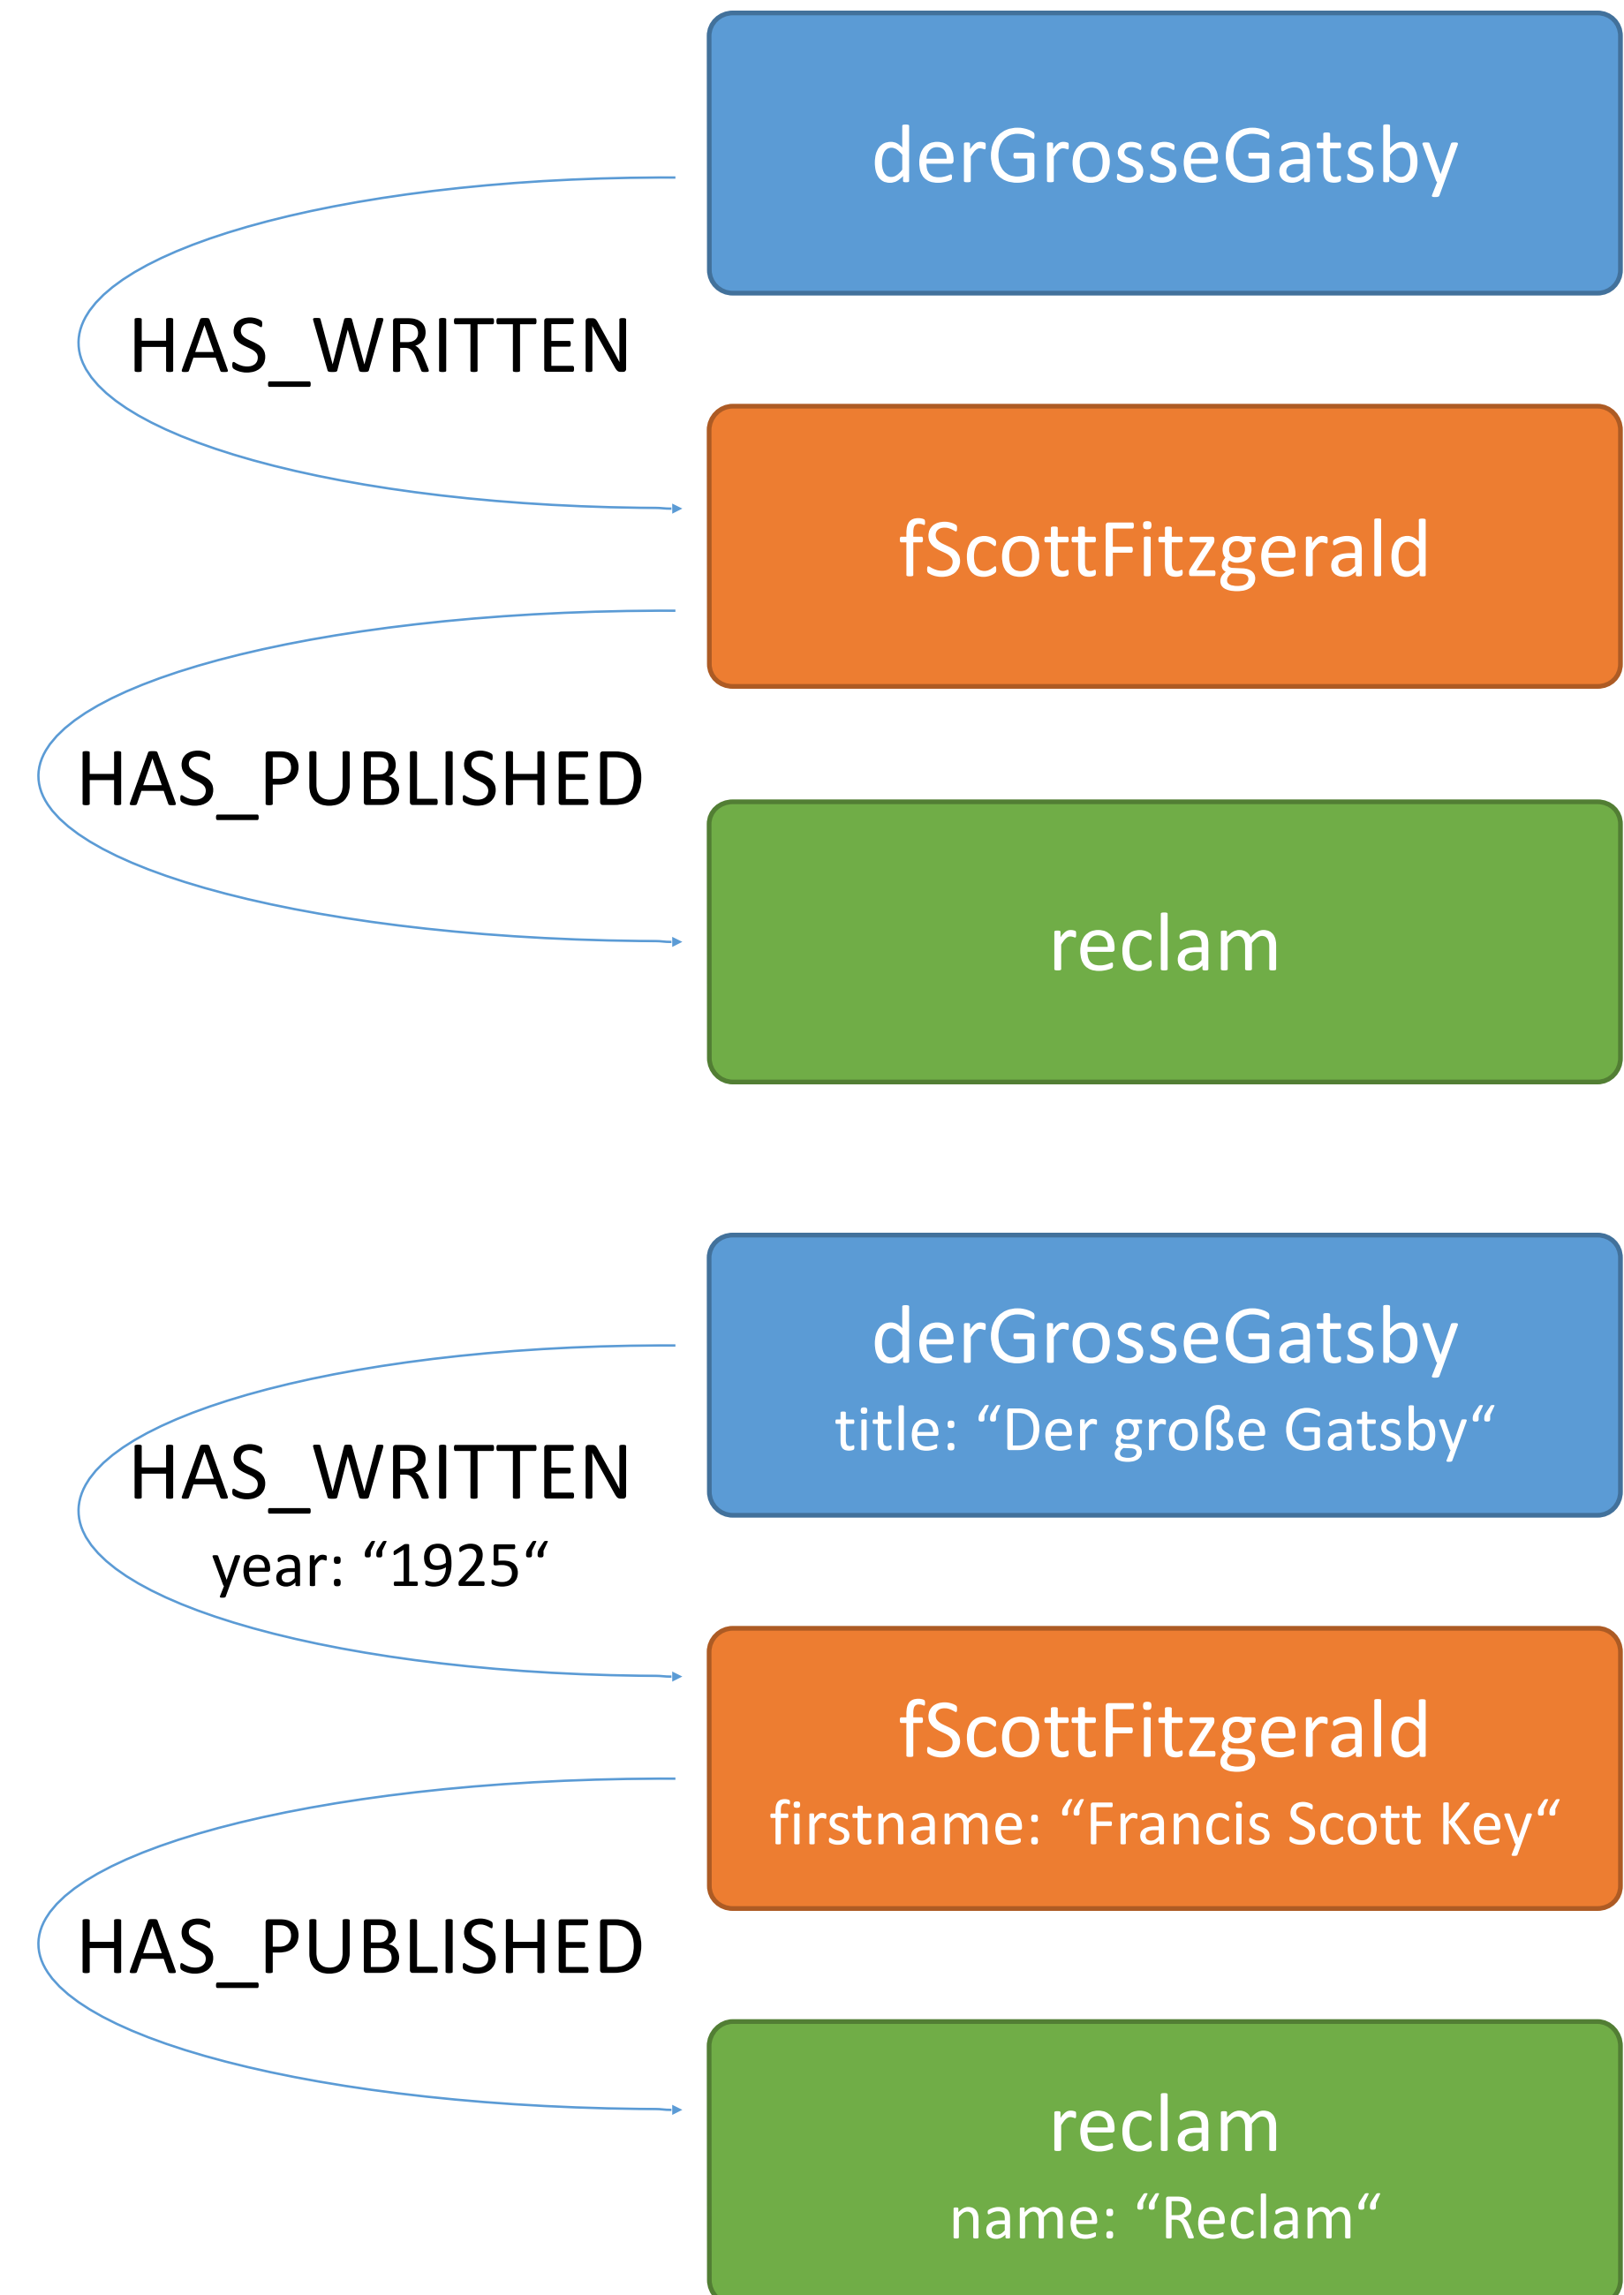 derGrosseGatsby
HAS_WRITTEN
fScottFitzgerald
HAS_PUBLISHED
reclam
derGrosseGatsby
title: “Der große Gatsby“
HAS_WRITTEN
year: “1925“
fScottFitzgerald
firstname: “Francis Scott Key“
HAS_PUBLISHED
reclam
name: “Reclam“